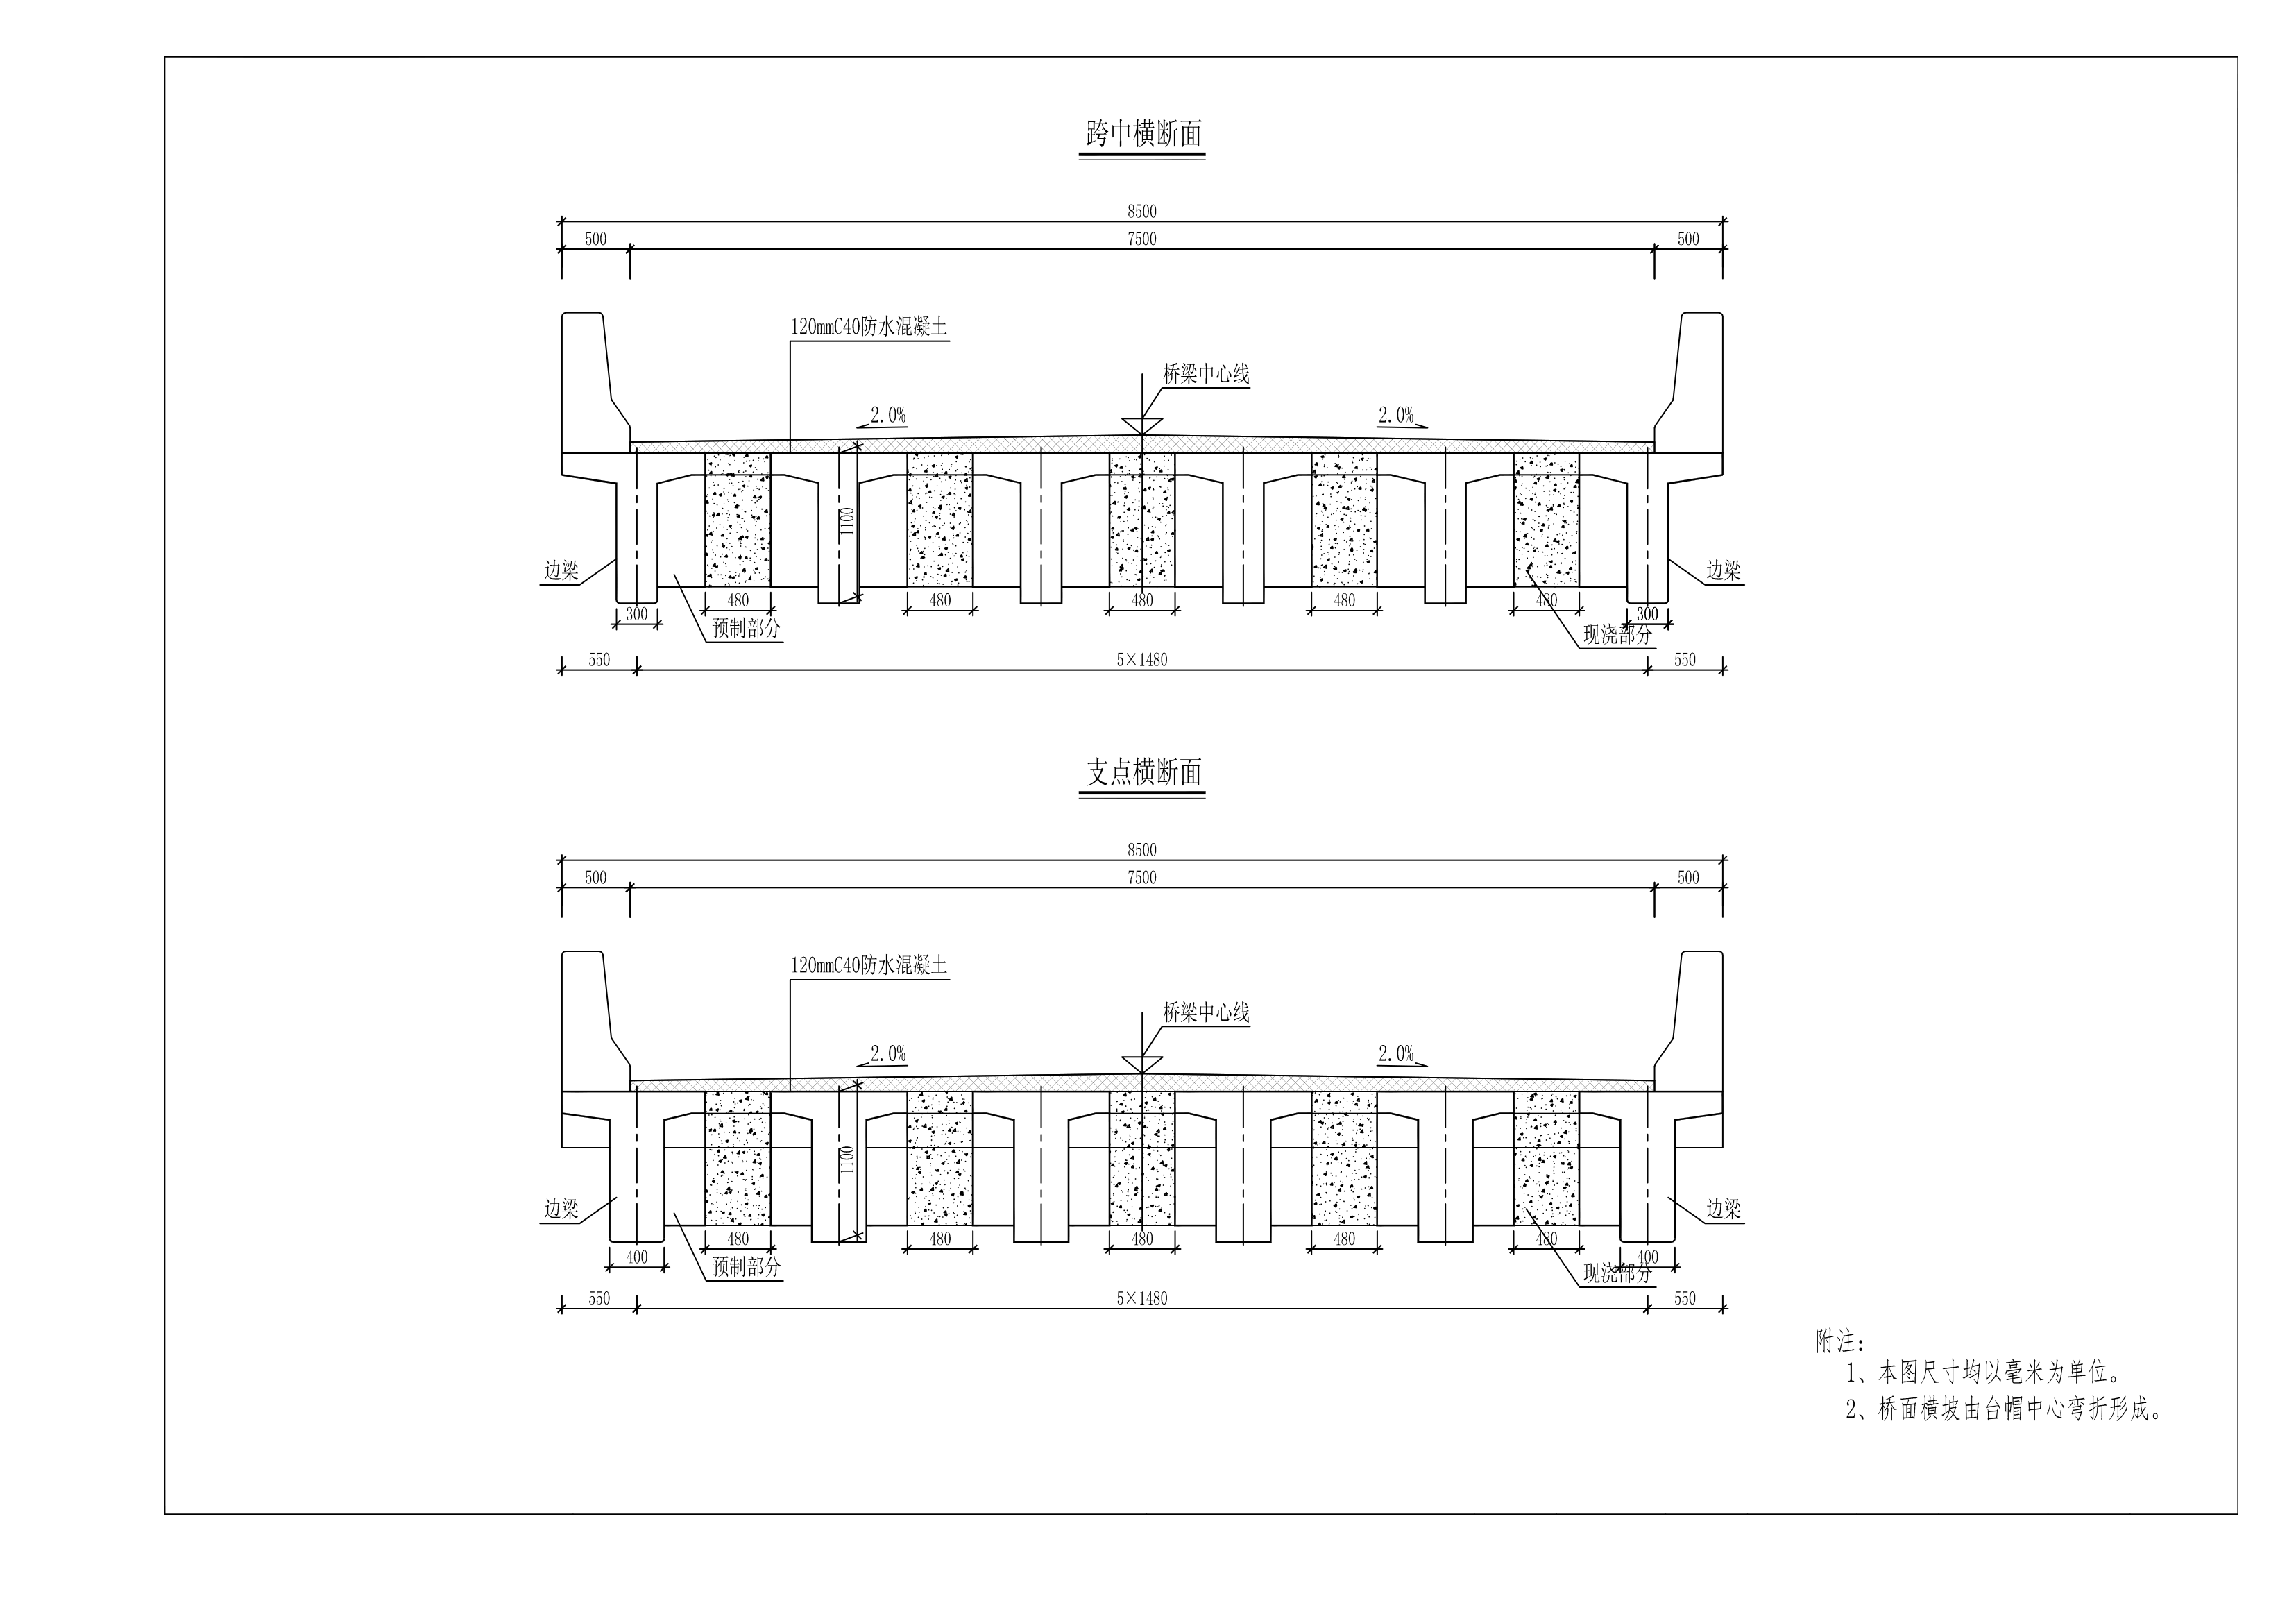 跨中横断面
8500
500 7500 500
120mmC40防水混凝土
桥梁中心线
2.0% 2.0%
1100
边梁 边梁
480 480 480 480 480
300 300
预制部分 现浇部分
550 5×1480 550
支点横断面
8500
500 7500 500
120mmC40防水混凝土
桥梁中心线
2.0% 2.0%
1100
边梁 边梁
480 480 480 480 480
400 400
预制部分 现浇部分
550 5×1480 550
附注:
1、本图尺寸均以毫米为单位。
2、桥面横坡由台帽中心弯折形成。